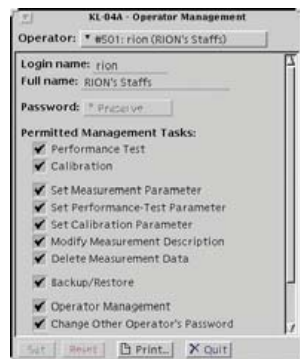 KL-04A - Operator Management
Operator: * #501: rion (RION's Staffs)
Login name: rion
Full name: RION's Staffs
Password: * Preserve
Permitted Management Tasks:
Performance Test
Calibration
Set Measurement Parameter
Set Performance-Test Parameter
Set Calibration Parameter
Modify Measurement Description
Delete Measurement Data
Backup/Restore
Operator Management
Change Other Operator's Password
Set Reset Print... Quit